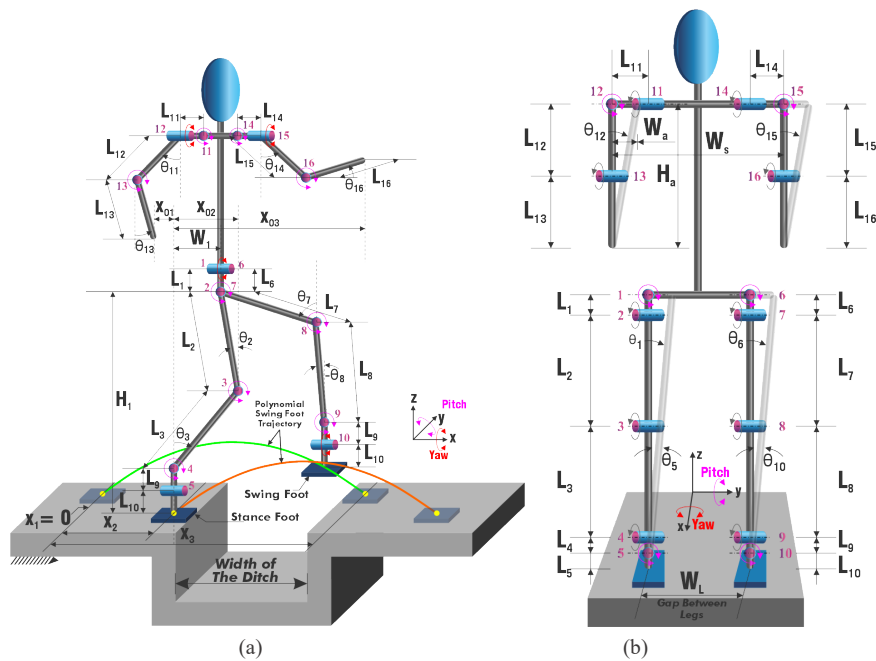 L11
L14
12
14
15
11
L12
θ11
L15
θ14
16
θ16
L16
13
L13
X01
X02
X03
θ13
W1
1
6
L1
L6
2
7
θ7
L7
8
L2
θ2
-θ8
L8
H1
3
Polynomial
Swing Foot
Trajectory
z
Pitch
y
x
Yaw
L3
θ3
9
L9
10
L10
4
L9
5
L10
Swing Foot
Stance Foot
X1= 0
X2
X3
Width of
The Ditch
(a)
L11
L14
12
11
14
15
θ12
Wa
θ15
L12
Ws
L15
Ha
13
16
L13
L16
1
6
L1
L6
2
7
θ1
θ6
L2
L7
3
8
θ5
θ10
z
Pitch
y
x
Yaw
L3
L8
4
9
L4
L9
5
10
L5
L10
WL
Gap Between
Legs
(b)